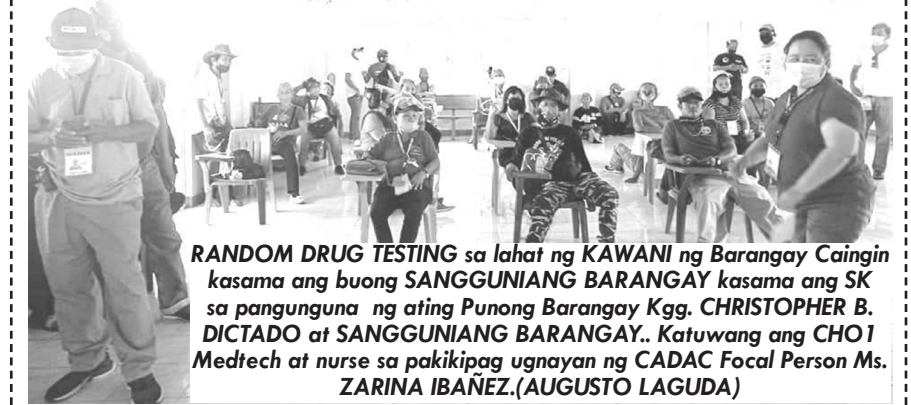 RANDOM DRUG TESTING sa lahat ng KAWANI ng Barangay Caingin
kasama ang buong SANGGUNIANG BARANGAY kasama ang SK
sa pangunguna ng ating Punong Barangay Kgg. CHRISTOPHER B.
DICTADO at SANGGUNIANG BARANGAY.. Katuwang ang CHO1
Medtech at nurse sa pakikipag ugnayan ng CADAC Focal Person Ms.
ZARINA IBAÑEZ.(AUGUSTO LAGUDA)